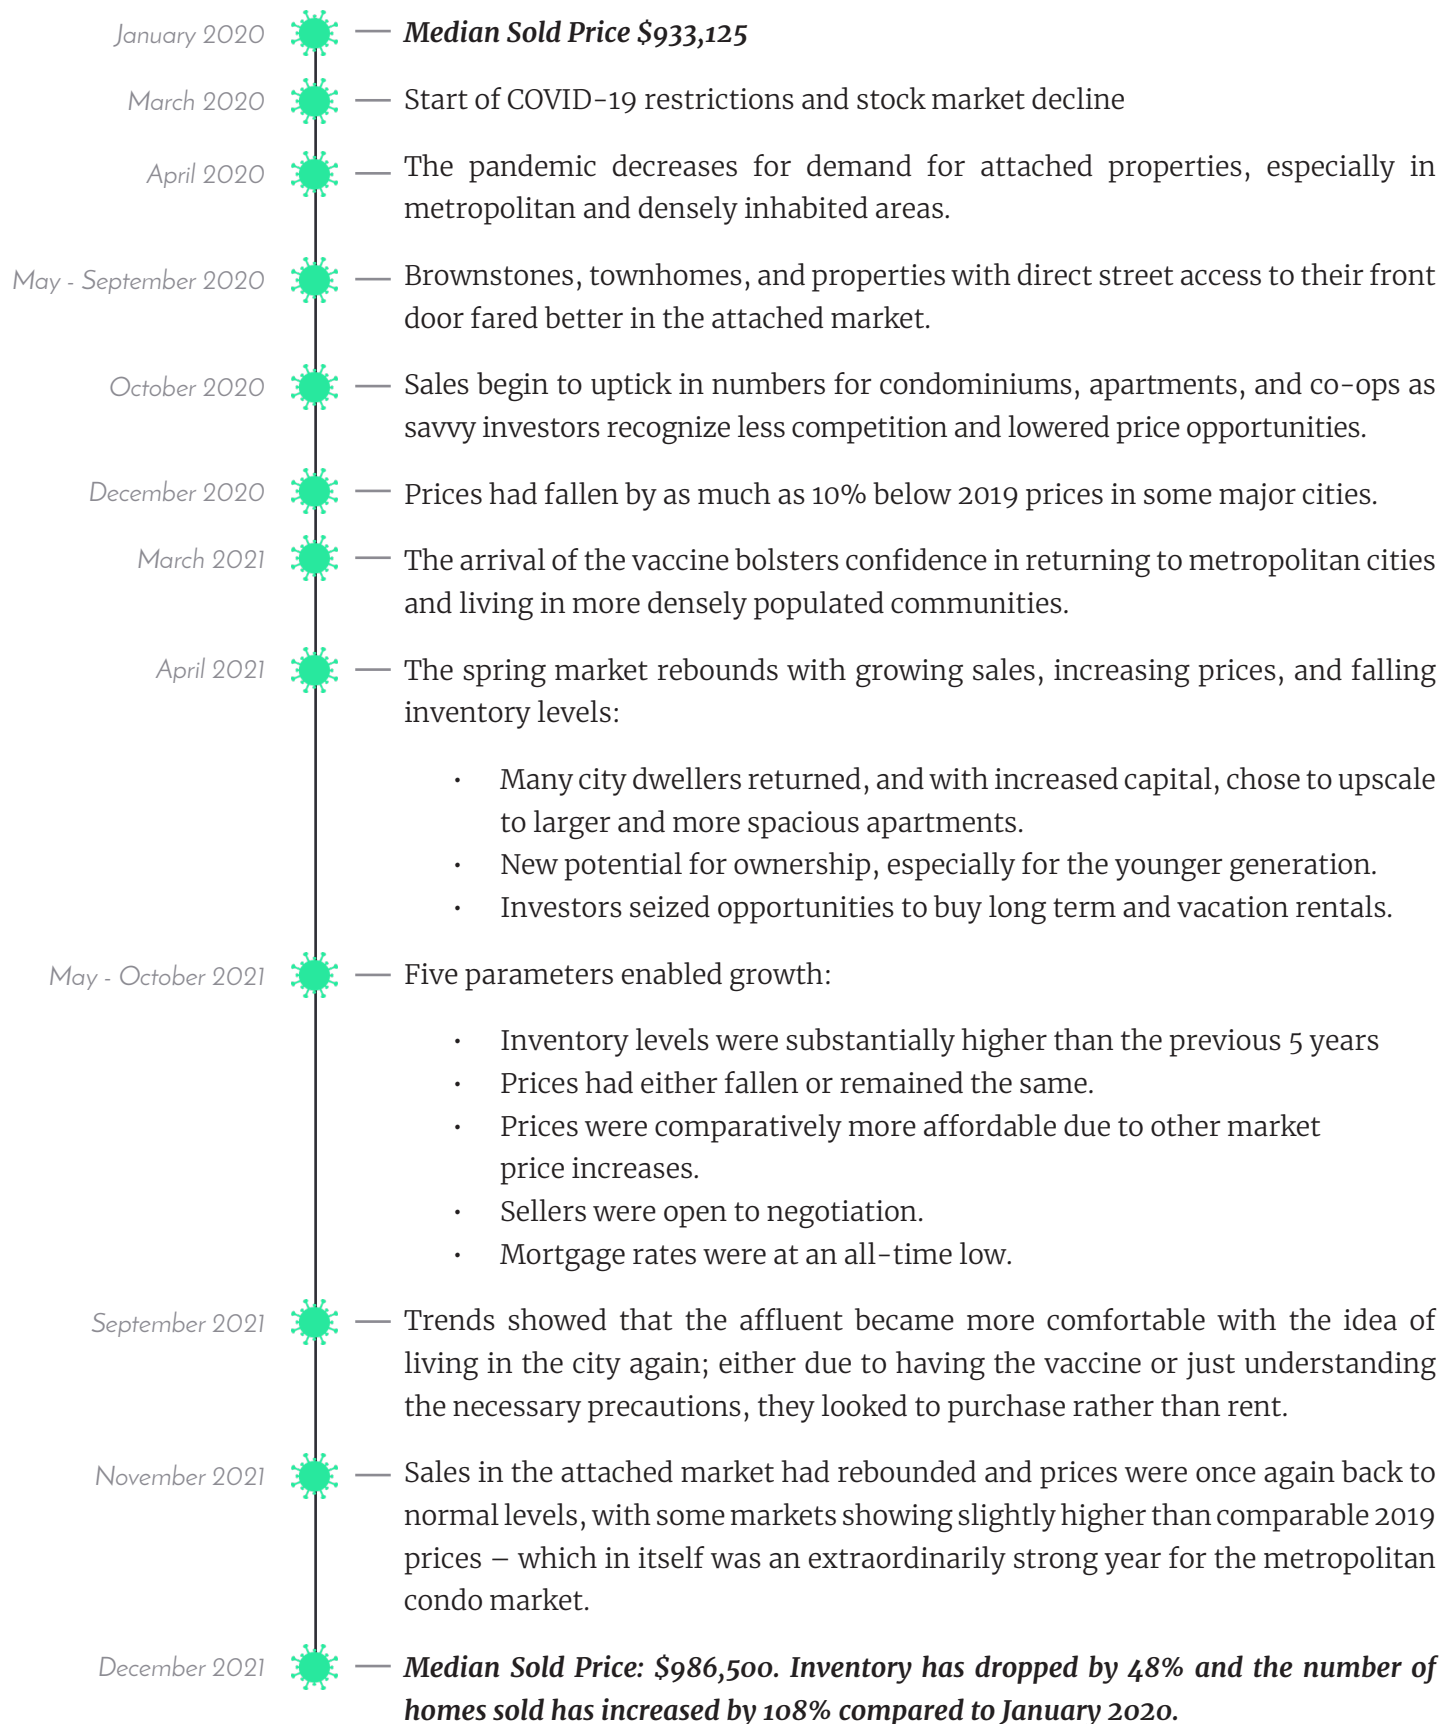 January 2020 — Median Sold Price $933,125
March 2020 — Start of COVID-19 restrictions and stock market decline
April 2020 — The pandemic decreases for demand for attached properties, especially in
metropolitan and densely inhabited areas.
May - September 2020 — Brownstones, townhomes, and properties with direct street access to their front
door fared better in the attached market.
October 2020 — Sales begin to uptick in numbers for condominiums, apartments, and co-ops as
savvy investors recognize less competition and lowered price opportunities.
December 2020 — Prices had fallen by as much as 10% below 2019 prices in some major cities.
March 2021 — The arrival of the vaccine bolsters confidence in returning to metropolitan cities
and living in more densely populated communities.
April 2021 — The spring market rebounds with growing sales, increasing prices, and falling
inventory levels:
• Many city dwellers returned, and with increased capital, chose to upscale
to larger and more spacious apartments.
• New potential for ownership, especially for the younger generation.
• Investors seized opportunities to buy long term and vacation rentals.
May - October 2021 — Five parameters enabled growth:
• Inventory levels were substantially higher than the previous 5 years
• Prices had either fallen or remained the same.
• Prices were comparatively more affordable due to other market
price increases.
• Sellers were open to negotiation.
• Mortgage rates were at an all-time low.
September 2021 — Trends showed that the affluent became more comfortable with the idea of
living in the city again; either due to having the vaccine or just understanding
the necessary precautions, they looked to purchase rather than rent.
November 2021 — Sales in the attached market had rebounded and prices were once again back to
normal levels, with some markets showing slightly higher than comparable 2019
prices – which in itself was an extraordinarily strong year for the metropolitan
condo market.
December 2021 — Median Sold Price: $986,500. Inventory has dropped by 48% and the number of
homes sold has increased by 108% compared to January 2020.